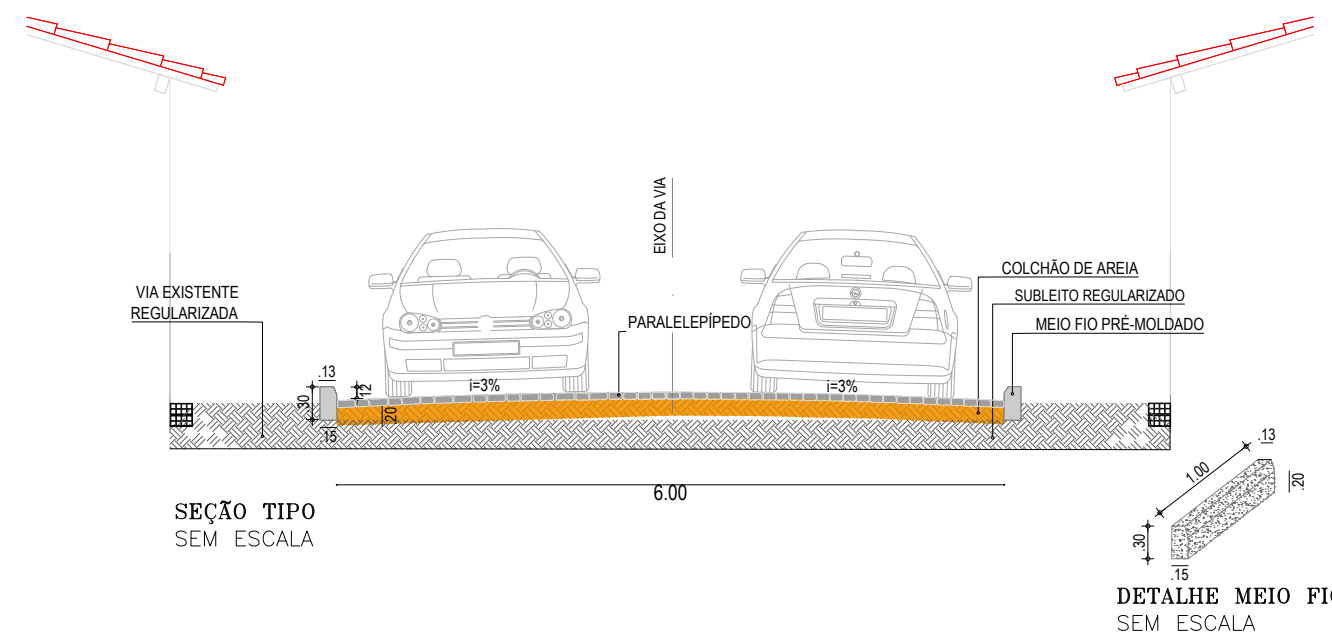 EIXO DA VIA
VIA EXISTENTE
REGULARIZADA
PARALELEPÍPEDO
COLCHÃO DE AREIA
SUBLEITO REGULARIZADO
MEIO FIO PRÉ-MOLDADO
.13
.12
.30
.15
.20
i=3%
i=3%
6.00
SEÇÃO TIPO
SEM ESCALA
1.00
.13
.20
.30
.15
DETALHE MEIO FIO
SEM ESCALA